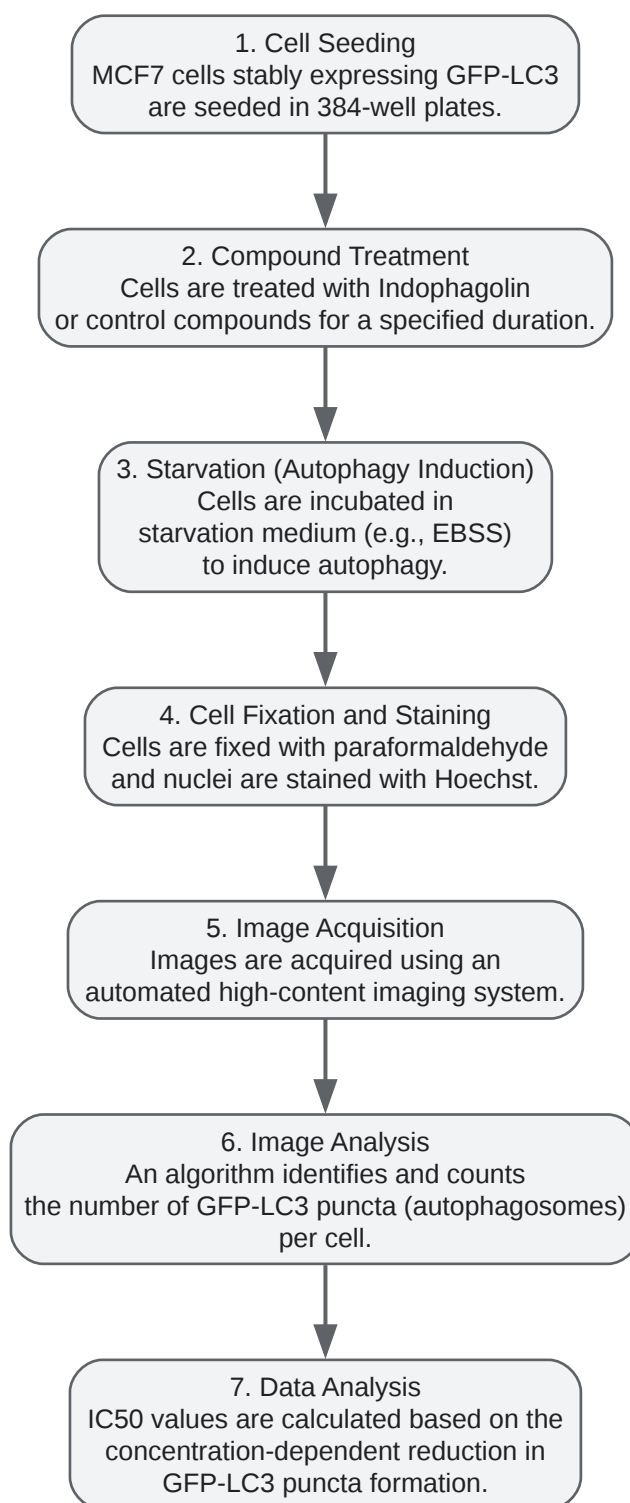 1. Cell Seeding
MCF7 cells stably expressing GFP-LC3
are seeded in 384-well plates.
2. Compound Treatment
Cells are treated with Indophagolin
or control compounds for a specified duration.
3. Starvation (Autophagy Induction)
Cells are incubated in
starvation medium (e.g., EBSS)
to induce autophagy.
4. Cell Fixation and Staining
Cells are fixed with paraformaldehyde
and nuclei are stained with Hoechst.
5. Image Acquisition
Images are acquired using an
automated high-content imaging system.
6. Image Analysis
An algorithm identifies and counts
the number of GFP-LC3 puncta (autophagosomes)
per cell.
7. Data Analysis
IC50 values are calculated based on the
concentration-dependent reduction in
GFP-LC3 puncta formation.